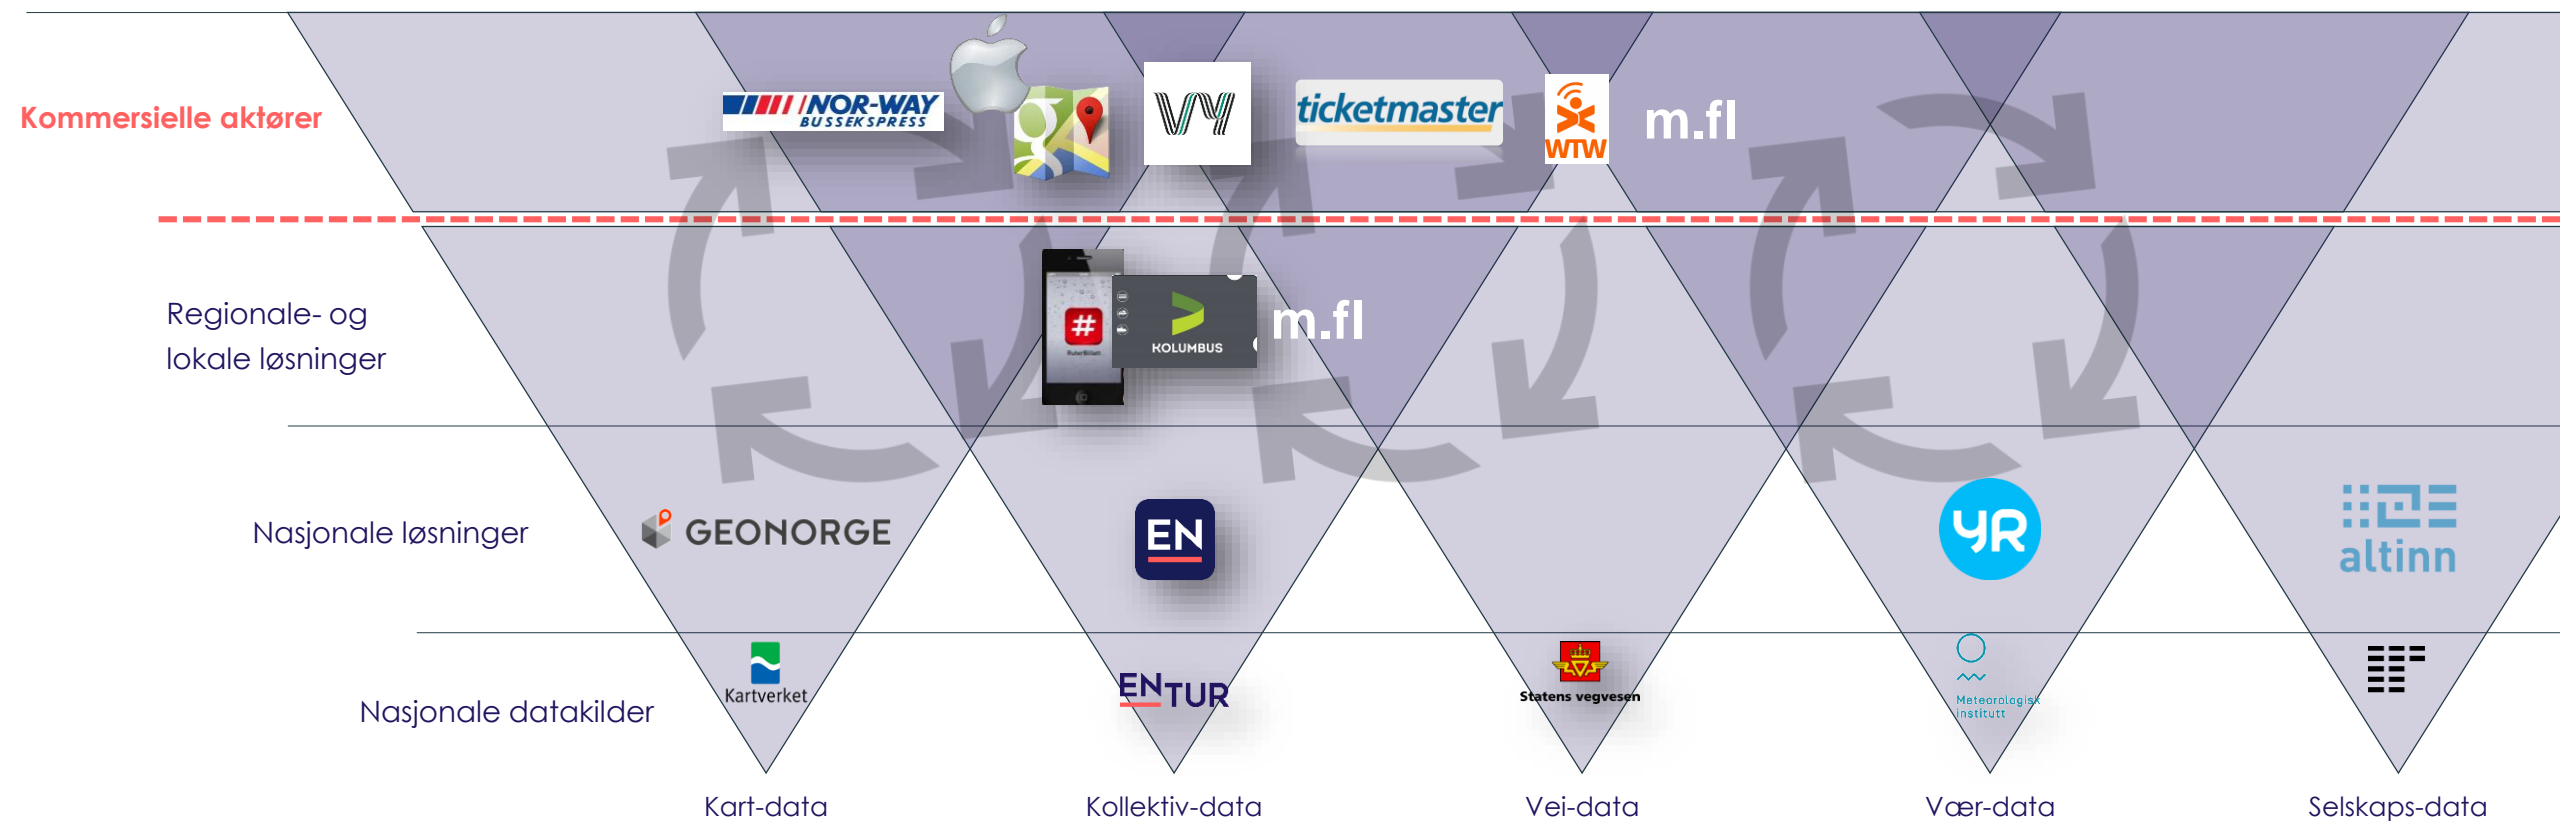 Kommersielle aktører
NOR-WAY
BUSSEKSPRESS
g
VY
ticketmaster
WTW
m.fl
Regionale- og
lokale løsninger
#
RuterBillett
KOLUMBUS
m.fl
Nasjonale løsninger
GEONORGE
EN
YR
altinn
Nasjonale datakilder
Kartverket
ENTUR
Statens vegvesen
Meteorologisk
institutt
Kart-data
Kollektiv-data
Vei-data
Vær-data
Selskaps-data